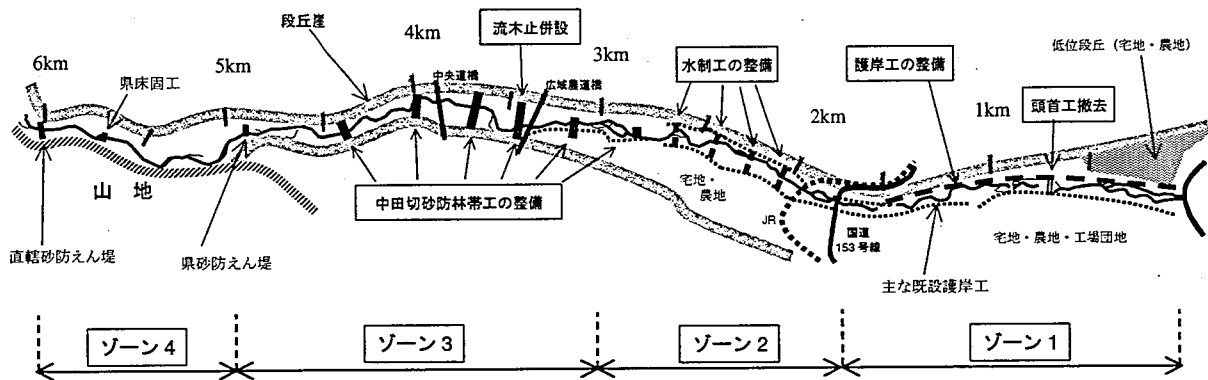 段丘崖
4km
流木止併設
3km
低位段丘(宅地・農地)
6km
県床固工
5km
中央道橋
広域農道橋
水制工の整備
護岸工の整備
2km
1km
頭首工撤去
山 地
中田切砂防林帯工の整備
宅地・
農地
JR
国道
153号線
宅地・農地・工場団地
直轄砂防えん堤
県砂防えん堤
主な既設護岸工
ゾーン4
ゾーン3
ゾーン2
ゾーン1